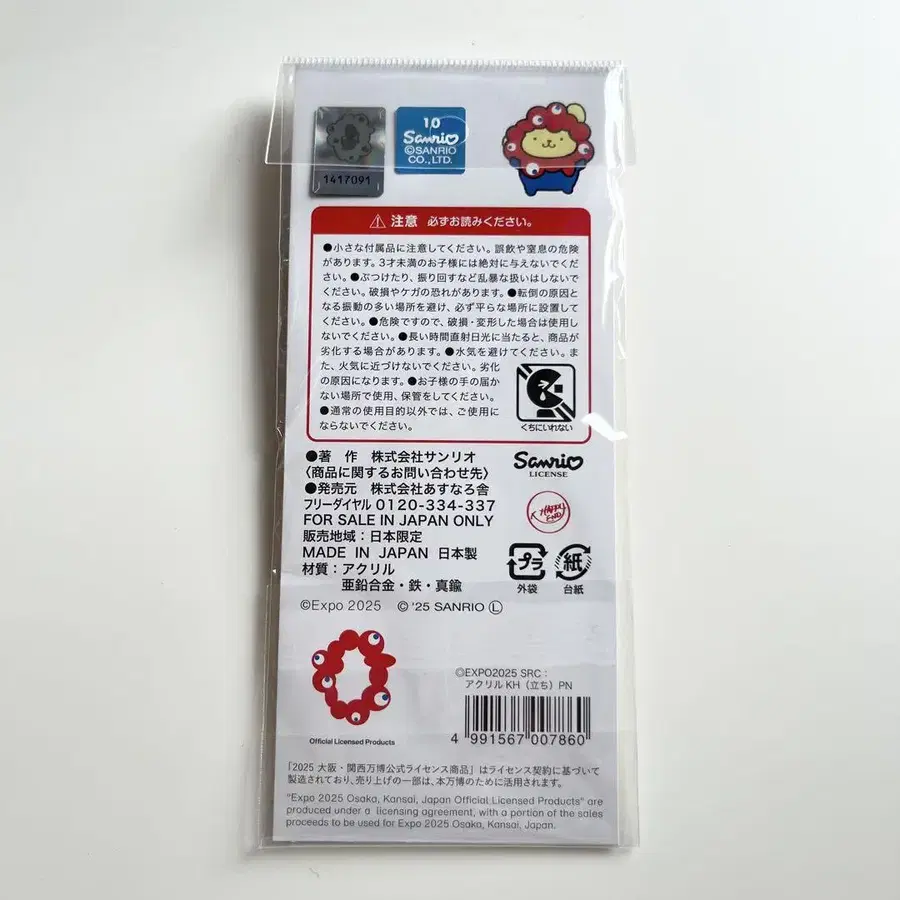 1417091
10
Sanrio
©SANRIO
CO.,LTD.
注意 必ずお読みください。
●小さな付属品に注意してください。誤飲や窒息の危険
があります。3才未満のお子様には絶対に与えないでくだ
さい。●ぶつけたり、振り回すなど乱暴な扱いはしないで
ください。破損やケガの恐れがあります。●転倒の原因と
なる振動の多い場所を避け、必ず平らな場所に設置して
ください。●危険ですので、破損・変形した場合は使用し
ないでください。●長い時間直射日光に当たると、商品が
劣化する場合があります。●水気を避けてください。ま
た、火気に近づけないでください。劣化
の原因になります。●お子様の手の届か
ない場所で使用、保管をしてください。
●通常の使用目的以外では、ご使用に
ならないでください。
くちにいれない
●著 作 株式会社サンリオ
〈商品に関するお問い合わせ先〉
●発売元 株式会社あすなろ舎
フリーダイヤル 0120-334-337
FOR SALE IN JAPAN ONLY
販売地域：日本限定
MADE IN JAPAN 日本製
材質：アクリル
亜鉛合金・鉄・真鍮
Sanrio
LICENSE
プラ
外袋
紙
台紙
©Expo 2025 © '25 SANRIO Ⓛ
Official Licensed Products
©EXPO2025 SRC：
アクリルKH（立ち）PN
4 991567 007860
「2025 大阪・関西万博公式ライセンス商品」はライセンス契約に基づいて
製造されており、売り上げの一部は、本万博のために活用されます。
"Expo 2025 Osaka, Kansai, Japan Official Licensed Products" are
produced under a licensing agreement, with a portion of the sales
proceeds to be used for Expo 2025 Osaka, Kansai, Japan.